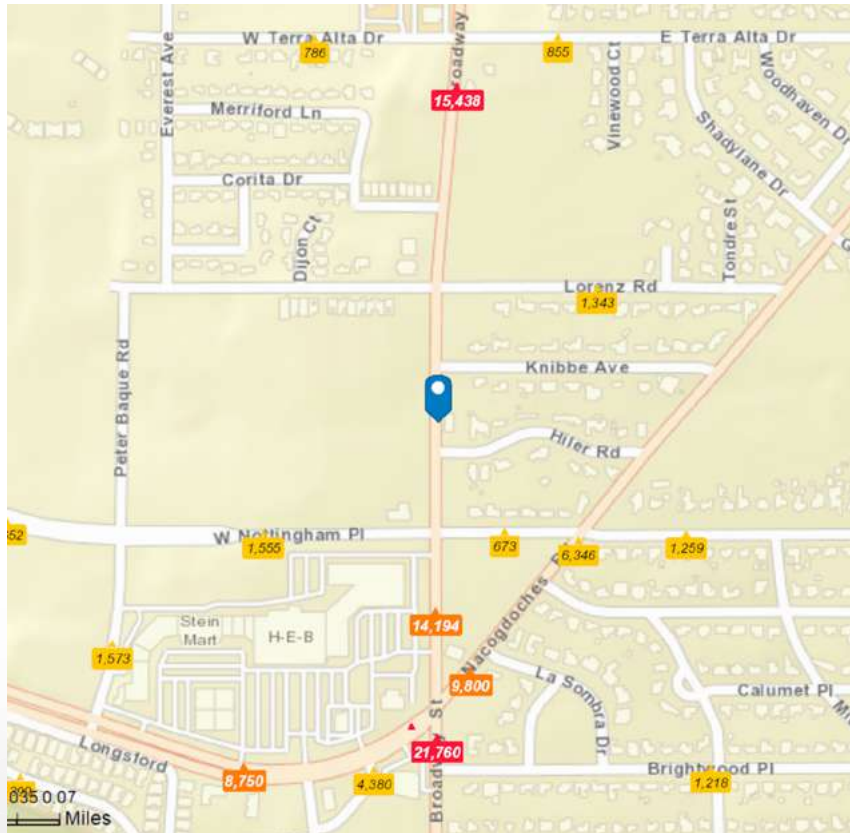 W Terra Alta Dr
E Terra Alta Dr
786
855
Everest Ave
Broadway
15,438
Vinewood Ct
Woodhaven Dr
Merriford Ln
Shadylane Dr
Corita Dr
Dijon Ct
Tondre St
G
Lorenz Rd
1,343
Peter Baque Rd
Knibbe Ave
Hiler Rd
W Nottingham Pl
352
1,555
673
6,346
1,259
Nacogdoches
Stein
Mart
H-E-B
14,194
1,573
9,800
La Sombra Dr
Calumet Pl
Longsford
Broadway St
21,760
8,750
4,380
Brightwood Pl
1,218
035 0.07
Miles